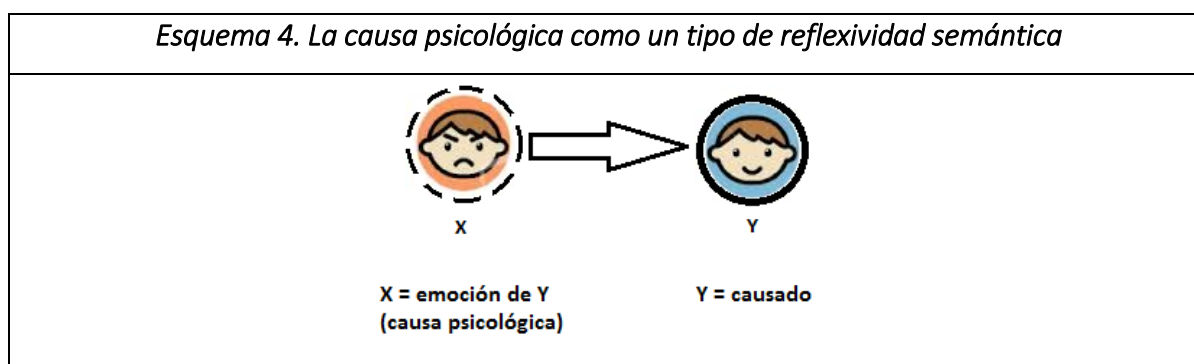 Esquema 4. La causa psicológica como un tipo de reflexividad semántica
X
Y
X = emoción de Y
(causa psicológica)
Y = causado